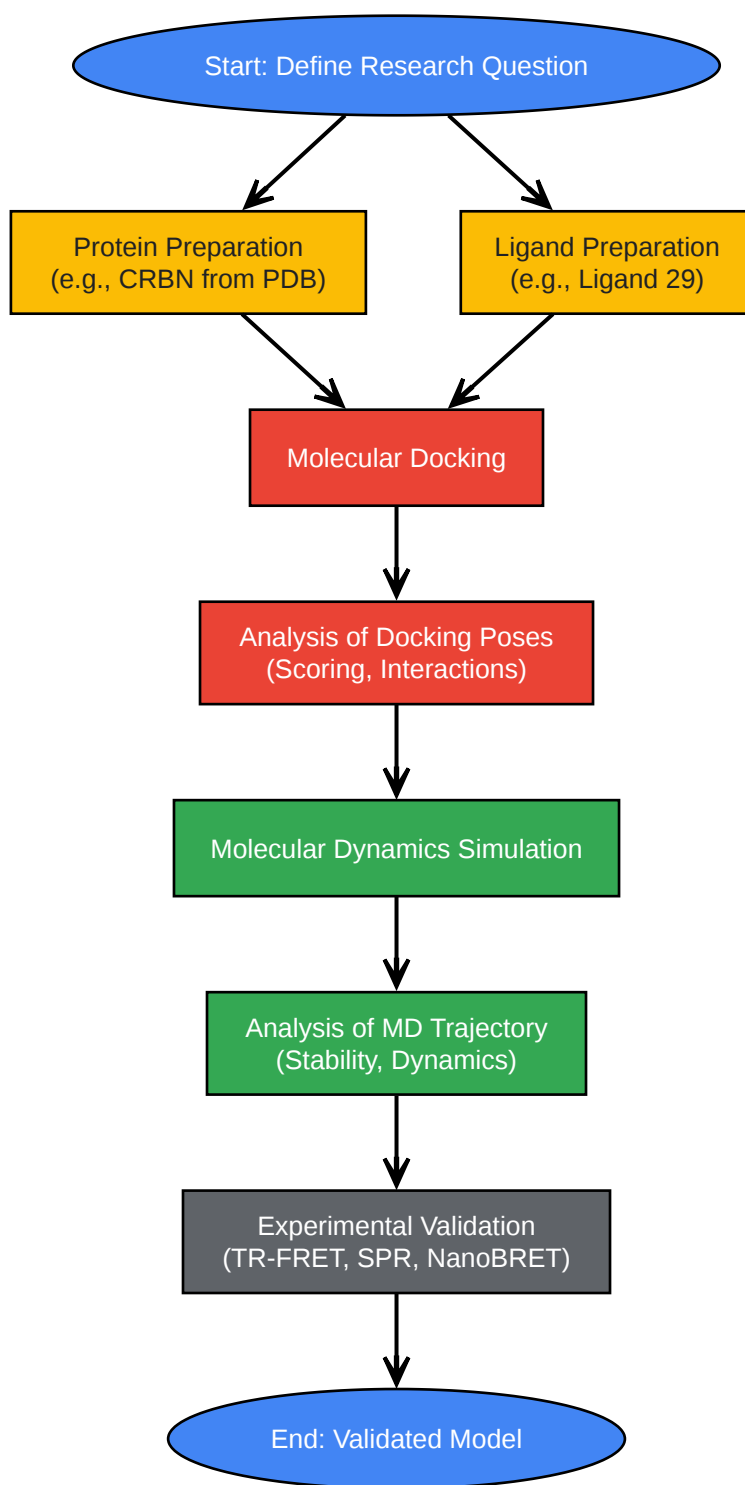 Start: Define Research Question
Protein Preparation
(e.g., CRBN from PDB)
Ligand Preparation
(e.g., Ligand 29)
Molecular Docking
Analysis of Docking Poses
(Scoring, Interactions)
Molecular Dynamics Simulation
Analysis of MD Trajectory
(Stability, Dynamics)
Experimental Validation
(TR-FRET, SPR, NanoBRET)
End: Validated Model